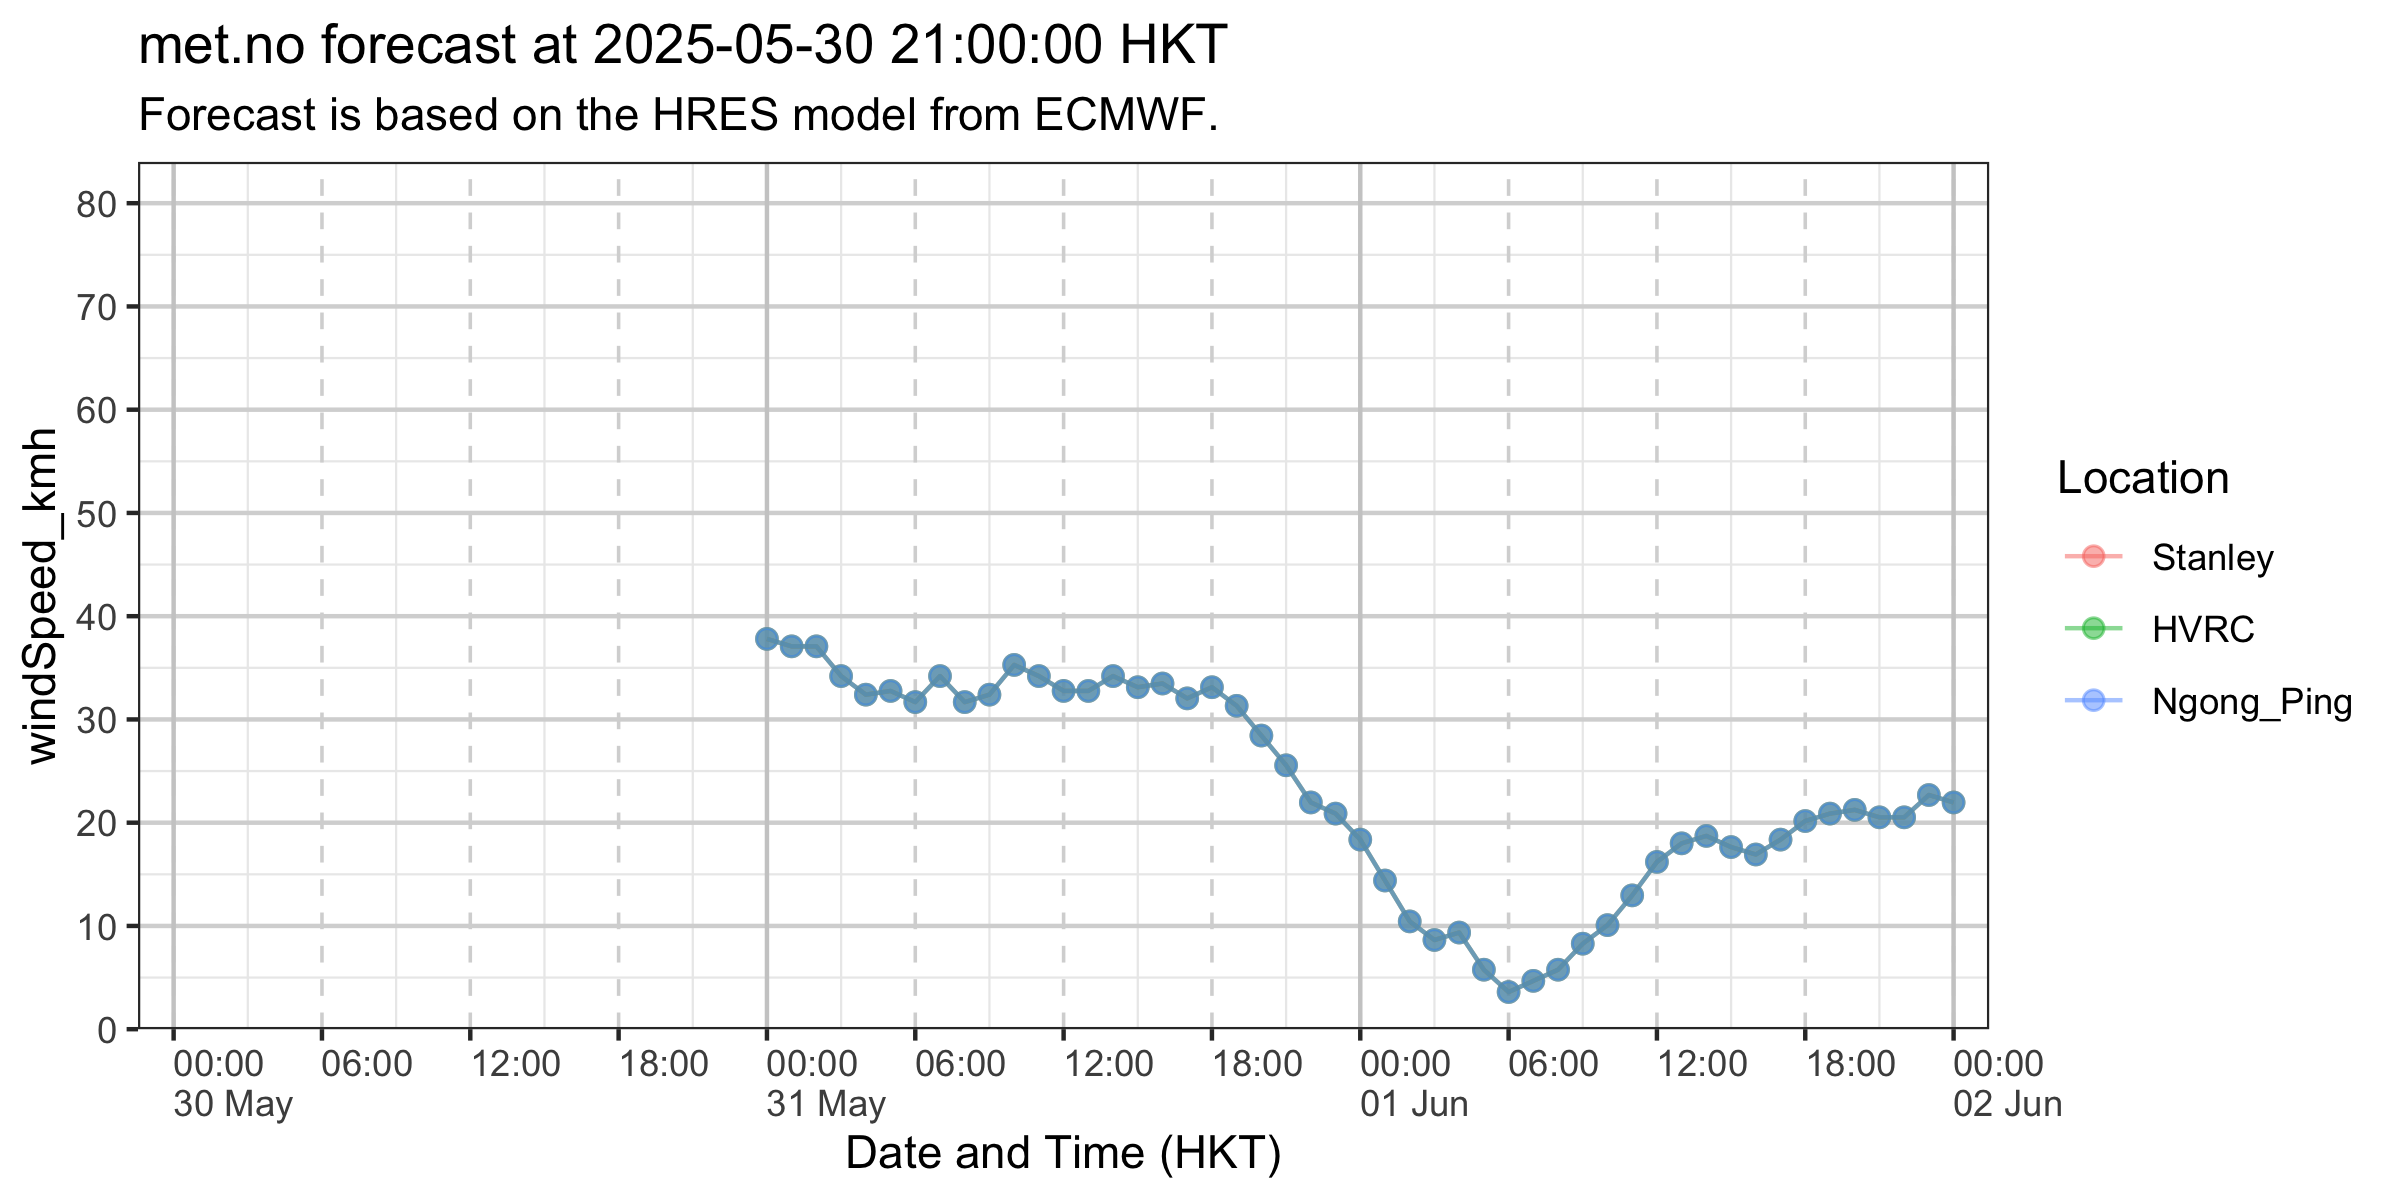 met.no forecast at 2025-05-30 21:00:00 HKT
Forecast is based on the HRES model from ECMWF.
windSpeed_kmh
80
70
60
50
40
30
20
10
0
00:00 06:00 12:00 18:00 00:00 06:00 12:00 18:00 00:00 06:00 12:00 18:00 00:00
30 May 31 May 01 Jun 02 Jun
Date and Time (HKT)
Location
Stanley
HVRC
Ngong_Ping